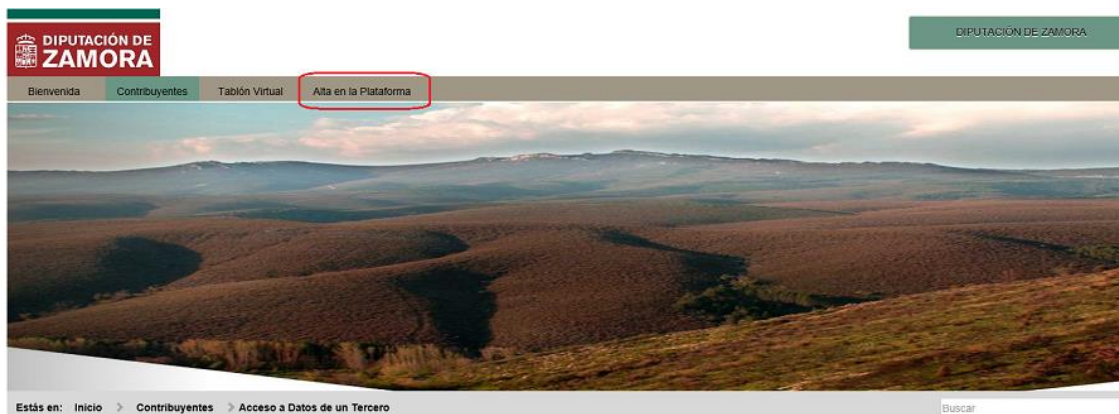 DIPUTACIÓN DE
ZAMORA
DIPUTACIÓN DE ZAMORA
Bienvenida Contribuyentes Tablón Virtual Alta en la Plataforma
Estás en: Inicio > Contribuyentes > Acceso a Datos de un Tercero
Buscar